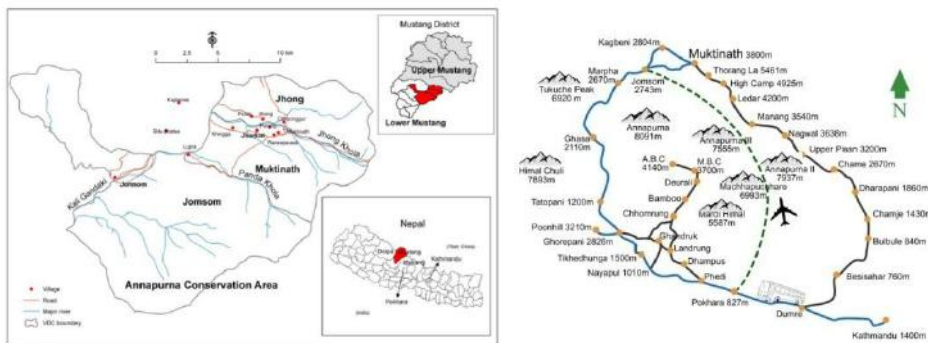 N
0
2.5
5
10 km
Mustang District
Upper Mustang
Lower Mustang
Jhong
Jhong Khola
Muktinath
Lupra
Panda Khola
Kali Gandaki
Jomsom
Jomsom
Annapurna Conservation Area
Village
Road
Major river
VDC boundary
Nepal
Kathmandu
Pokhara
Kagbeni 2804m
Muktinath 3800m
Marpha
2670m
Jomsom
2743m
Thorang La 5461m
High Camp 4925m
Tukuche Peak
6920 m
Ledar 4200m
Manang 3540m
Annapurna I
8091m
Annapurna III
7555m
Nagwal 3636m
Upper Pisan 3200m
Ghasa
2110m
Himal Chuli
7893m
A.B.C
4140m
M.B.C
3700m
Annapurna II
7937m
Chame 2670m
Deurali
Machhapuchhare
6993m
Dharapani 1860m
Bamboo
Tatopani 1200m
Mardi Himal
5587m
Chamje 1430m
Chhomrung
Poonhill 3210m
Ghorepani 2826m
Ghandruk
Bulbule 840m
Landrung
Tikhedhunga 1500m
Dhampus
Nayapul 1010m
Phedi
Besisahar 760m
Pokhara 827m
Dumre
Kathmandu 1400m
N